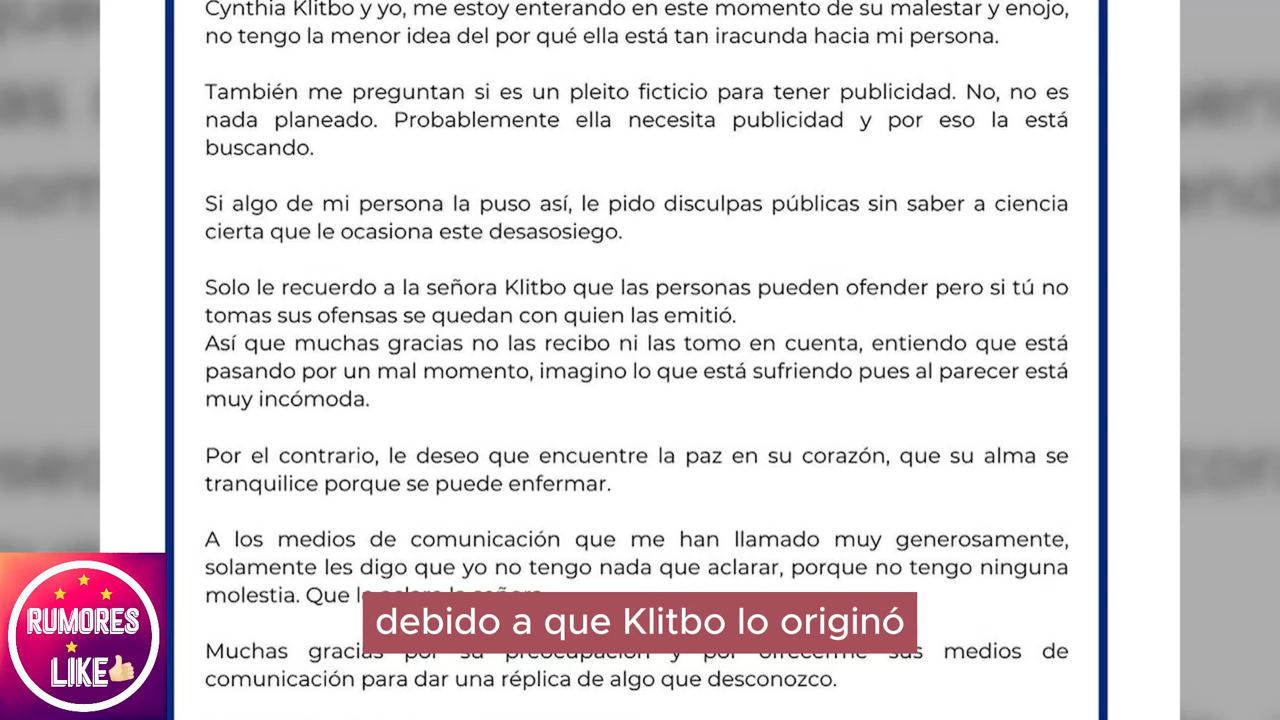 Cynthia Klitbo y yo, me estoy enterando en este momento de su malestar y enojo,
no tengo la menor idea del por qué ella está tan iracunda hacia mi persona.
También me preguntan si es un pleito ficticio para tener publicidad. No, no es
nada planeado. Probablemente ella necesita publicidad y por eso la está
buscando.
Si algo de mi persona la puso así, le pido disculpas públicas sin saber a ciencia
cierta que le ocasiona este desasosiego.
Solo le recuerdo a la señora Klitbo que las personas pueden ofender pero si tú no
tomas sus ofensas se quedan con quien las emitió.
Así que muchas gracias no las recibo ni las tomo en cuenta, entiendo que está
pasando por un mal momento, imagino lo que está sufriendo pues al parecer está
muy incómoda.
Por el contrario, le deseo que encuentre la paz en su corazón, que su alma se
tranquilice porque se puede enfermar.
A los medios de comunicación que me han llamado muy generosamente,
solamente les digo que yo no tengo nada que aclarar, porque no tengo ninguna
molestia. Que
debido a que Klitbo lo originó
Muchas gracias por su preocupación y por ofrecerme sus medios de
comunicación para dar una réplica de algo que desconozco.
RUMORES
LIKE